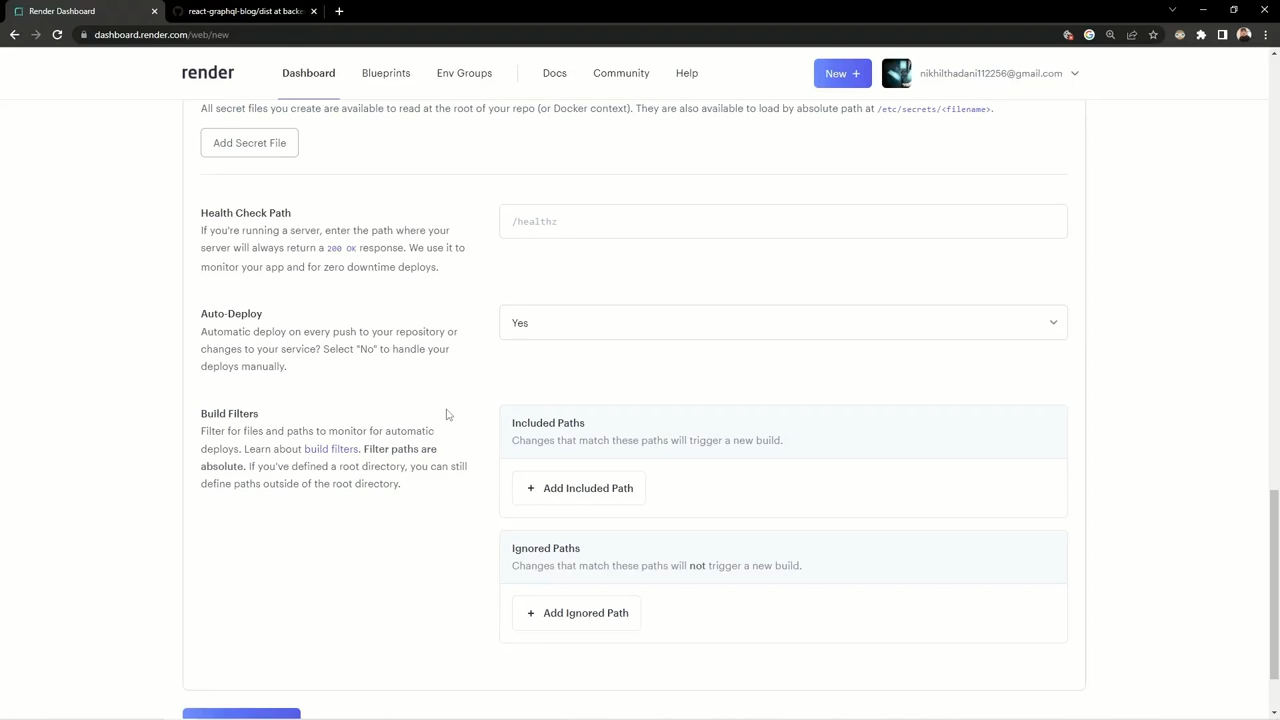 Render Dashboard
react-graphql-blog/dist at backe
dashboard.render.com/web/new
render
Dashboard
Blueprints
Env Groups
Docs
Community
Help
New +
nikhilthadani112256@gmail.com
All secret files you create are available to read at the root of your repo (or Docker context). They are also available to load by absolute path at /etc/secrets/<filename>.
Add Secret File
Health Check Path
If you're running a server, enter the path where your
server will always return a 200 OK response. We use it to
monitor your app and for zero downtime deploys.
/healthz
Auto-Deploy
Automatic deploy on every push to your repository or
changes to your service? Select "No" to handle your
deploys manually.
Yes
Build Filters
Filter for files and paths to monitor for automatic
deploys. Learn about build filters. Filter paths are
absolute. If you've defined a root directory, you can still
define paths outside of the root directory.
Included Paths
Changes that match these paths will trigger a new build.
+ Add Included Path
Ignored Paths
Changes that match these paths will not trigger a new build.
+ Add Ignored Path